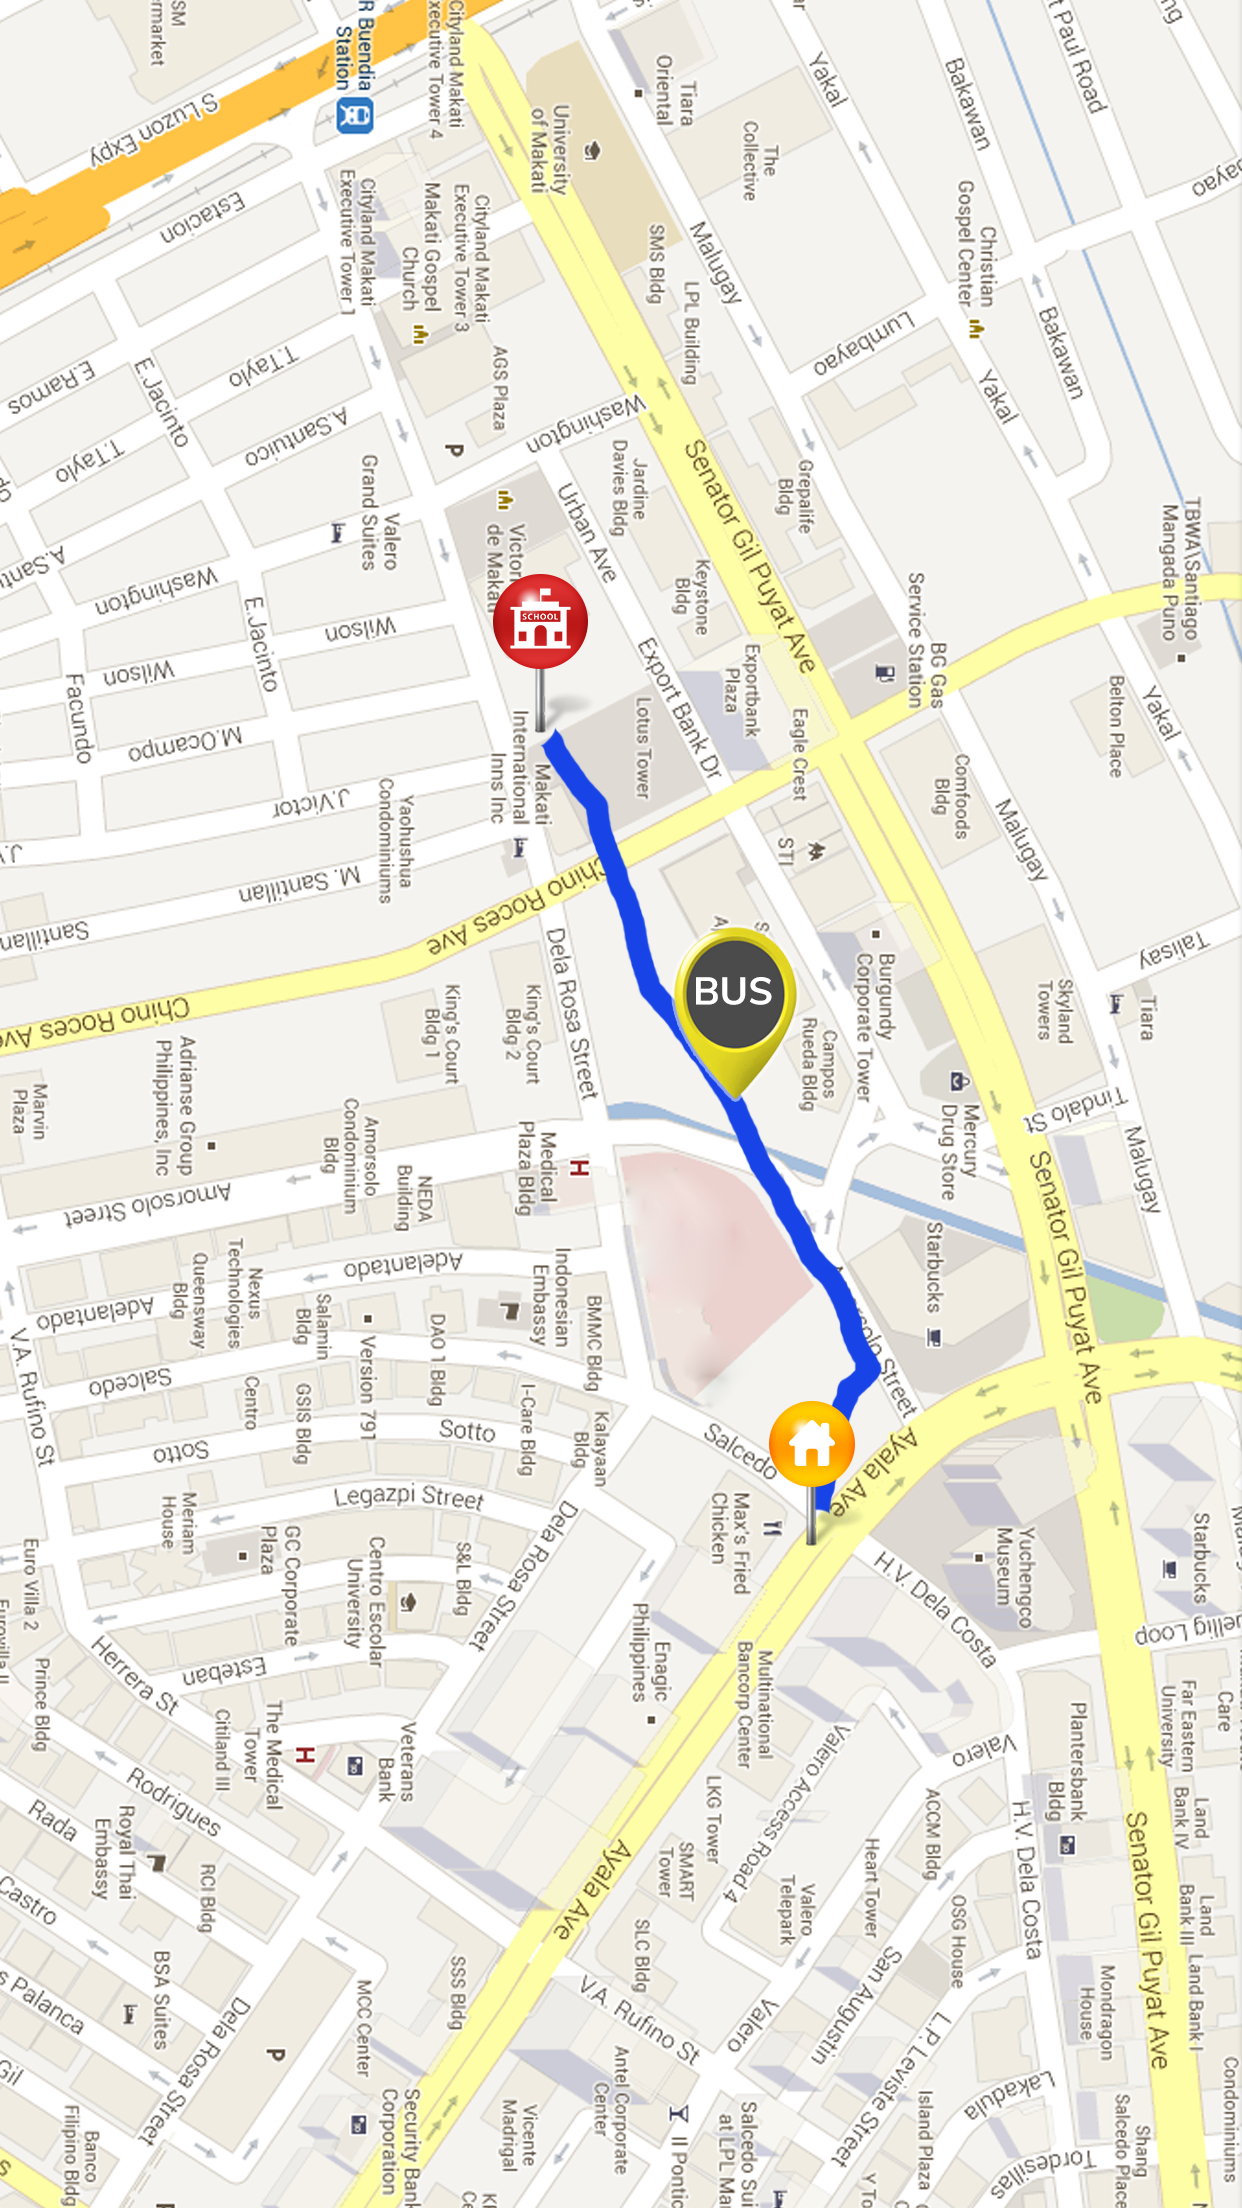 SM
ermarket
S Luzon Expy
R Buendia
Station
Cityland Makati
Executive Tower 4
University
of Makati
Tiara
Oriental
The
Collective
Yakal
Bakawan
t Paul Road
ng
bayao
Estacion
Cityland Makati
Executive Tower 1
Makati Gospel
Church
Cityland Makati
Executive Tower 3
SMS Bldg
Malugay
LPL Building
Christian
Gospel Center
Lumbayao
Bakawan
Yakal
E.Ramos
E.Jacinto
T.Taylo
A.Santuico
T.Taylo
AGS Plaza
P
Washington
Senator Gil Puyat Ave
Grepalife
Bldg
Jardine
Davies Bldg
Urban Ave
Grand Suites
Valero
Washington
E.Jacinto
Wilson
Wilson
Facundo
M.Ocampo
J.Victor
SCHOOL
Keystone
Bldg
Export Bank Dr
Exportbank
Plaza
Lotus Tower
Eagle Crest
BG Gas
Service Station
TBWA\Santiago
Mangada Puno
Yakal
Belton Place
Comfoods
Bldg
Malugay
Makati
International
Inns Inc
STI
Yaohushua
Condominiums
M. Santillan
Santillan
Chino Roces Ave
Chino Roces Ave
King's Court
Bldg 1
King's Court
Bldg 2
Dela Rosa Street
BUS
Burgundy
Corporate Tower
Campos
Rueda Bldg
Skyland
Towers
Talisay
Tiara
Tindalo St
Mercury
Drug Store
Malugay
Senator Gil Puyat Ave
Marvin
Plaza
Adrianse Group
Philippines, Inc
Amorsolo
Condominium
Bldg
NEDA
Building
Medical
Plaza Bldg
H
Amorsolo Street
Adelantado
Adelantado
Nexus
Technologies
Queensway
Bldg
Salamin
Bldg
Version 791
DAO 1 Bldg
Indonesian
Embassy
BMMC Bldg
Starbucks
V.A. Rufino St
Salcedo
Centro
GSIS Bldg
I-Care Bldg
Kalayaan
Bldg
Sotto
Sotto
Salcedo
Ayala Ave
Legazpi Street
Meriam
House
GC Corporate
Plaza
Centro Escolar
University
S&L Bldg
Dela Rosa Street
Max's Fried
Chicken
H.V. Dela Costa
Yuchengco
Museum
Starbucks
Euro Villa 2
Herrera St
Esteban
Prince Bldg
Citiland III
The Medical
Tower
H
Veterans
Bank
Enagic
Philippines
Multinational
Bancorp Center
Valero Access Road 4
Valero
Plantersbank
Bldg
Far Eastern
University
Care
Rodrigues
Rada
Royal Thai
Embassy
RCI Bldg
LKG Tower
SMART
Tower
Valero
Telepark
Heart Tower
ACCM Bldg
H.V. Dela Costa
Land
Bank IV
Land
Bank III
Land Bank I
Senator Gil Puyat Ave
Castro
Ayala Ave
SLC Bldg
San Augustin
OSG House
BSA Suites
MCC Center
SSS Bldg
V.A. Rufino St
Valero
L.P. Leviste Street
Mondragon
House
s Palanca
Dela Rosa Street
P
Gil
Banco
Filipino Bldg
Security Bank
Corporation
Vicente
Madrigal
Antel Corporate
Center
Il Pontic
Salcedo Sui
at LPL Ma
Island Plaza
Lakadula
Tordesillas
Shang
Salcedo Place
Condominiums